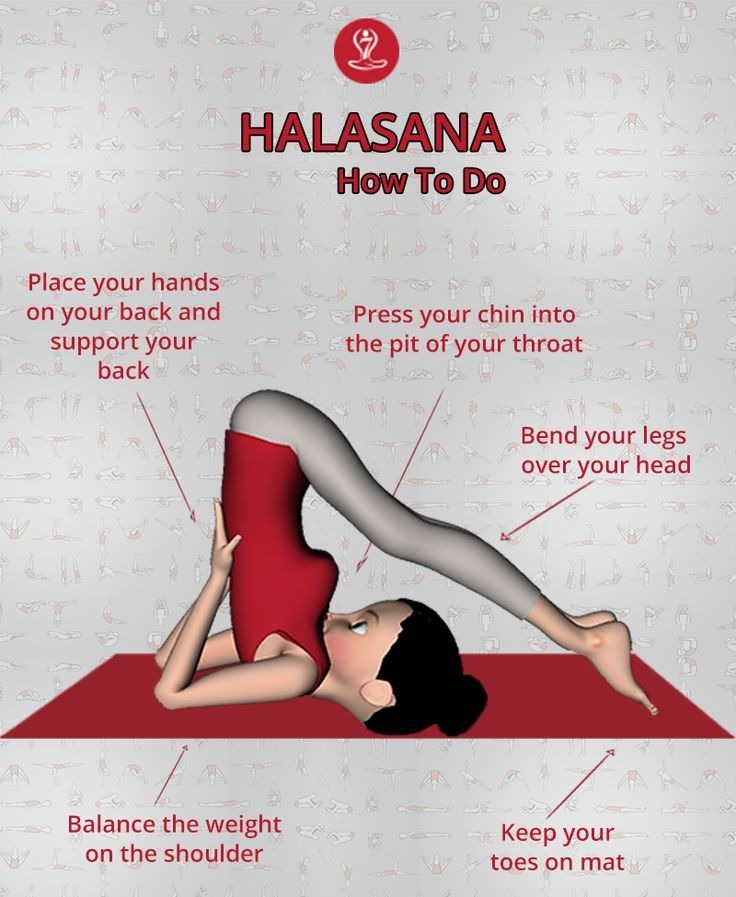 HALASANA
How To Do
Place your hands
on your back and
support your
back
Press your chin into
the pit of your throat
Bend your legs
over your head
Balance the weight
on the shoulder
Keep your
toes on mat